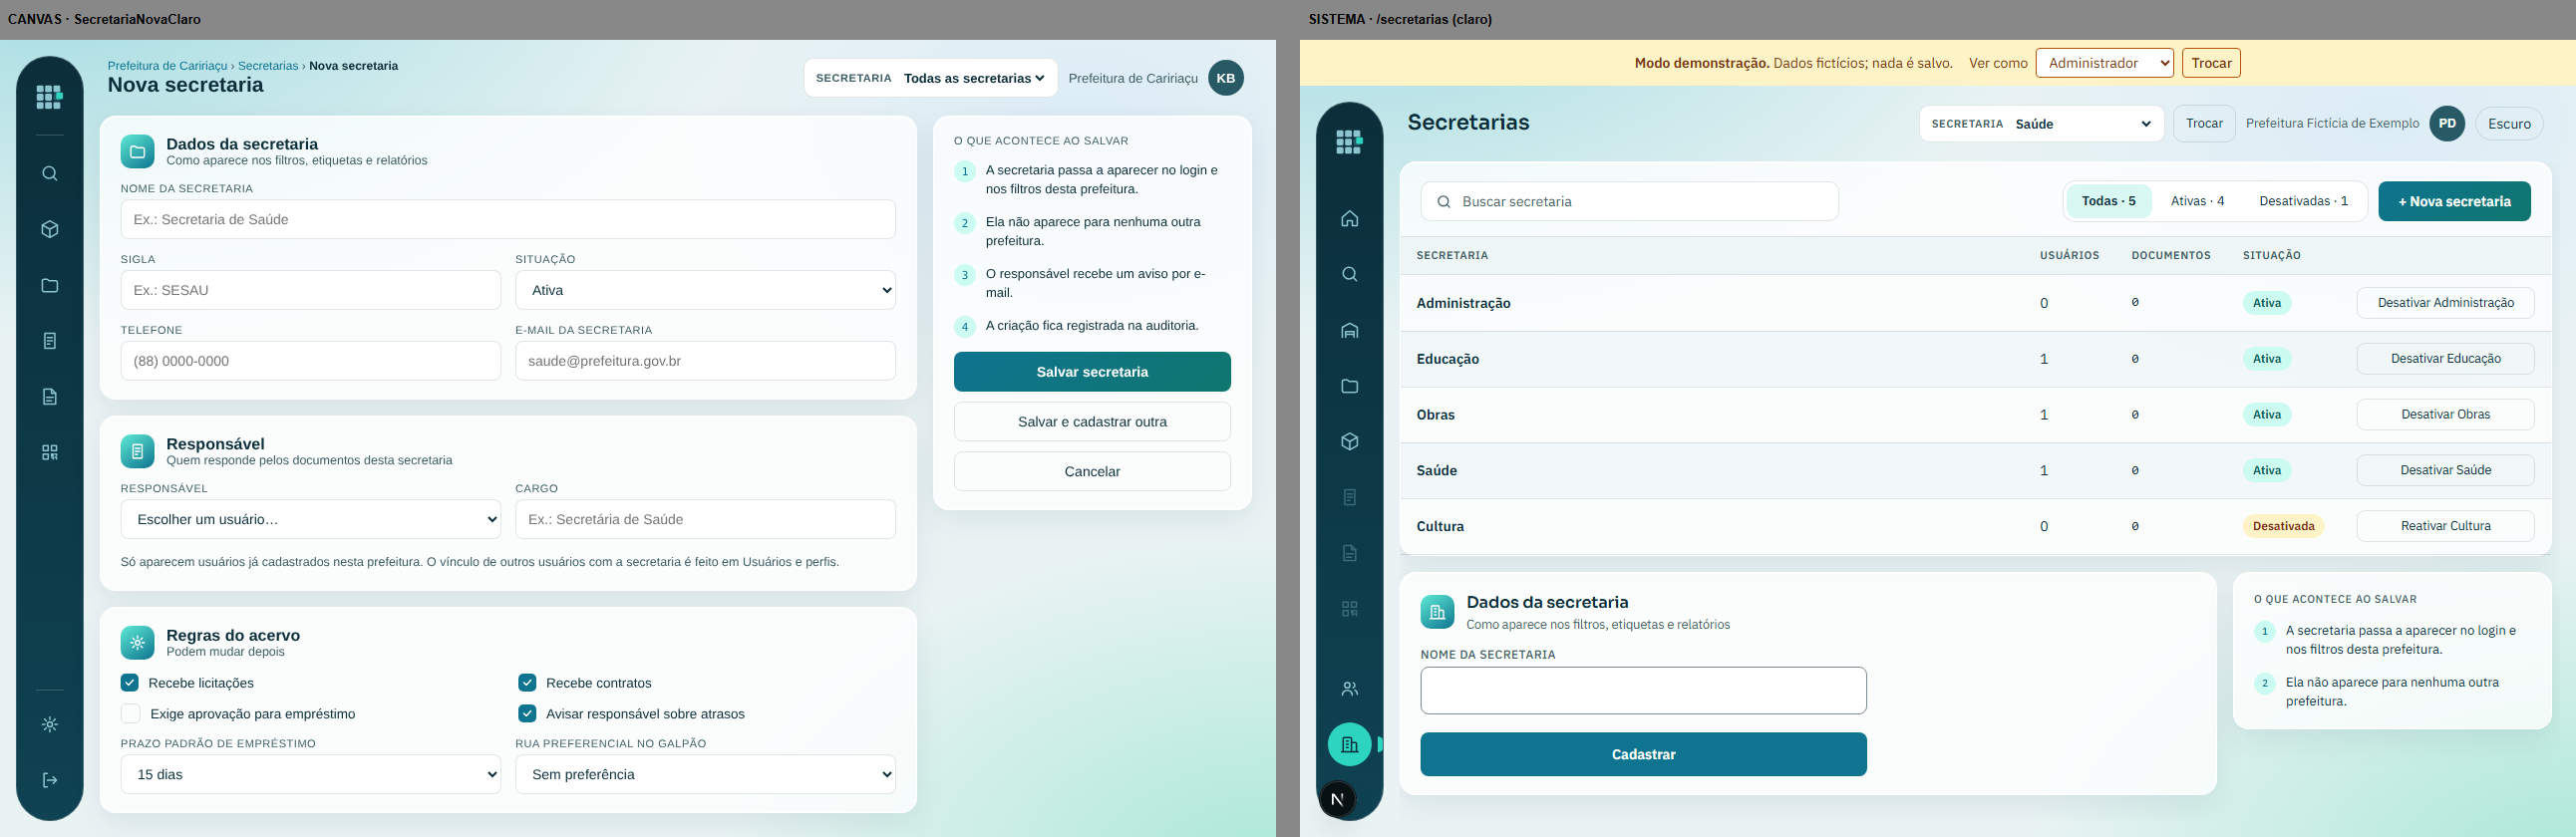 CANVAS · SecretariaNovaClaro
Prefeitura de Caririaçu › Secretarias › Nova secretaria
Nova secretaria
SECRETARIA Todas as secretarias
Prefeitura de Caririaçu
KB
Dados da secretaria
Como aparece nos filtros, etiquetas e relatórios
NOME DA SECRETARIA
Ex.: Secretaria de Saúde
SIGLA
SITUAÇÃO
Ex.: SESAU
Ativa
TELEFONE
E-MAIL DA SECRETARIA
(88) 0000-0000
saude@prefeitura.gov.br
Responsável
Quem responde pelos documentos desta secretaria
RESPONSÁVEL
CARGO
Escolher um usuário…
Ex.: Secretária de Saúde
Só aparecem usuários já cadastrados nesta prefeitura. O vínculo de outros usuários com a secretaria é feito em Usuários e perfis.
Regras do acervo
Podem mudar depois
Recebe licitações
Recebe contratos
Exige aprovação para empréstimo
Avisar responsável sobre atrasos
PRAZO PADRÃO DE EMPRÉSTIMO
RUA PREFERENCIAL NO GALPÃO
15 dias
Sem preferência
O QUE ACONTECE AO SALVAR
1 A secretaria passa a aparecer no login e
nos filtros desta prefeitura.
2 Ela não aparece para nenhuma outra
prefeitura.
3 O responsável recebe um aviso por e-
mail.
4 A criação fica registrada na auditoria.
Salvar secretaria
Salvar e cadastrar outra
Cancelar
SISTEMA · /secretarias (claro)
Modo demonstração. Dados fictícios; nada é salvo. Ver como Administrador Trocar
Secretarias
SECRETARIA Saúde
Trocar
Prefeitura Fictícia de Exemplo
PD
Escuro
Buscar secretaria
Todas · 5
Ativas · 4
Desativadas · 1
+ Nova secretaria
SECRETARIA USUÁRIOS DOCUMENTOS SITUAÇÃO
Administração 0 0 Ativa Desativar Administração
Educação 1 0 Ativa Desativar Educação
Obras 1 0 Ativa Desativar Obras
Saúde 1 0 Ativa Desativar Saúde
Cultura 0 0 Desativada Reativar Cultura
Dados da secretaria
Como aparece nos filtros, etiquetas e relatórios
NOME DA SECRETARIA
Cadastrar
O QUE ACONTECE AO SALVAR
1 A secretaria passa a aparecer no login e
nos filtros desta prefeitura.
2 Ela não aparece para nenhuma outra
prefeitura.
N